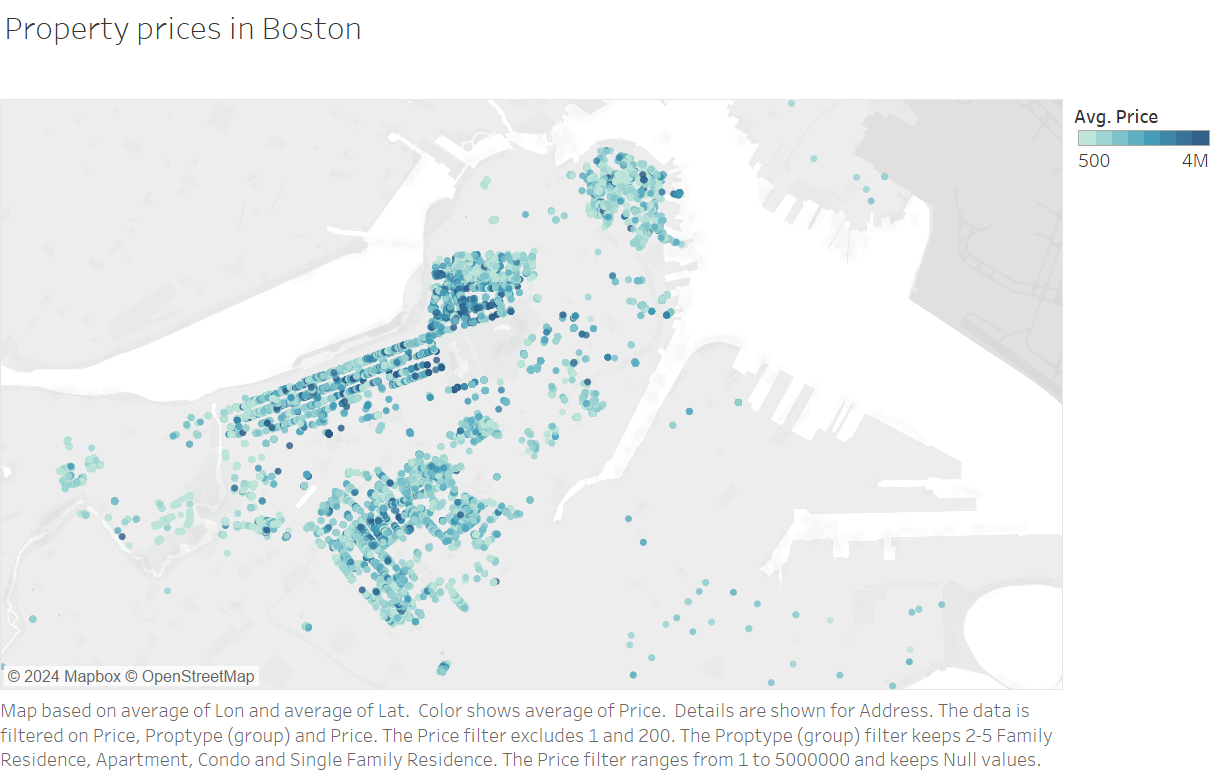 Property prices in Boston
Avg. Price
500 4M
© 2024 Mapbox © OpenStreetMap
Map based on average of Lon and average of Lat. Color shows average of Price. Details are shown for Address. The data is
filtered on Price, Proptype (group) and Price. The Price filter excludes 1 and 200. The Proptype (group) filter keeps 2-5 Family
Residence, Apartment, Condo and Single Family Residence. The Price filter ranges from 1 to 5000000 and keeps Null values.